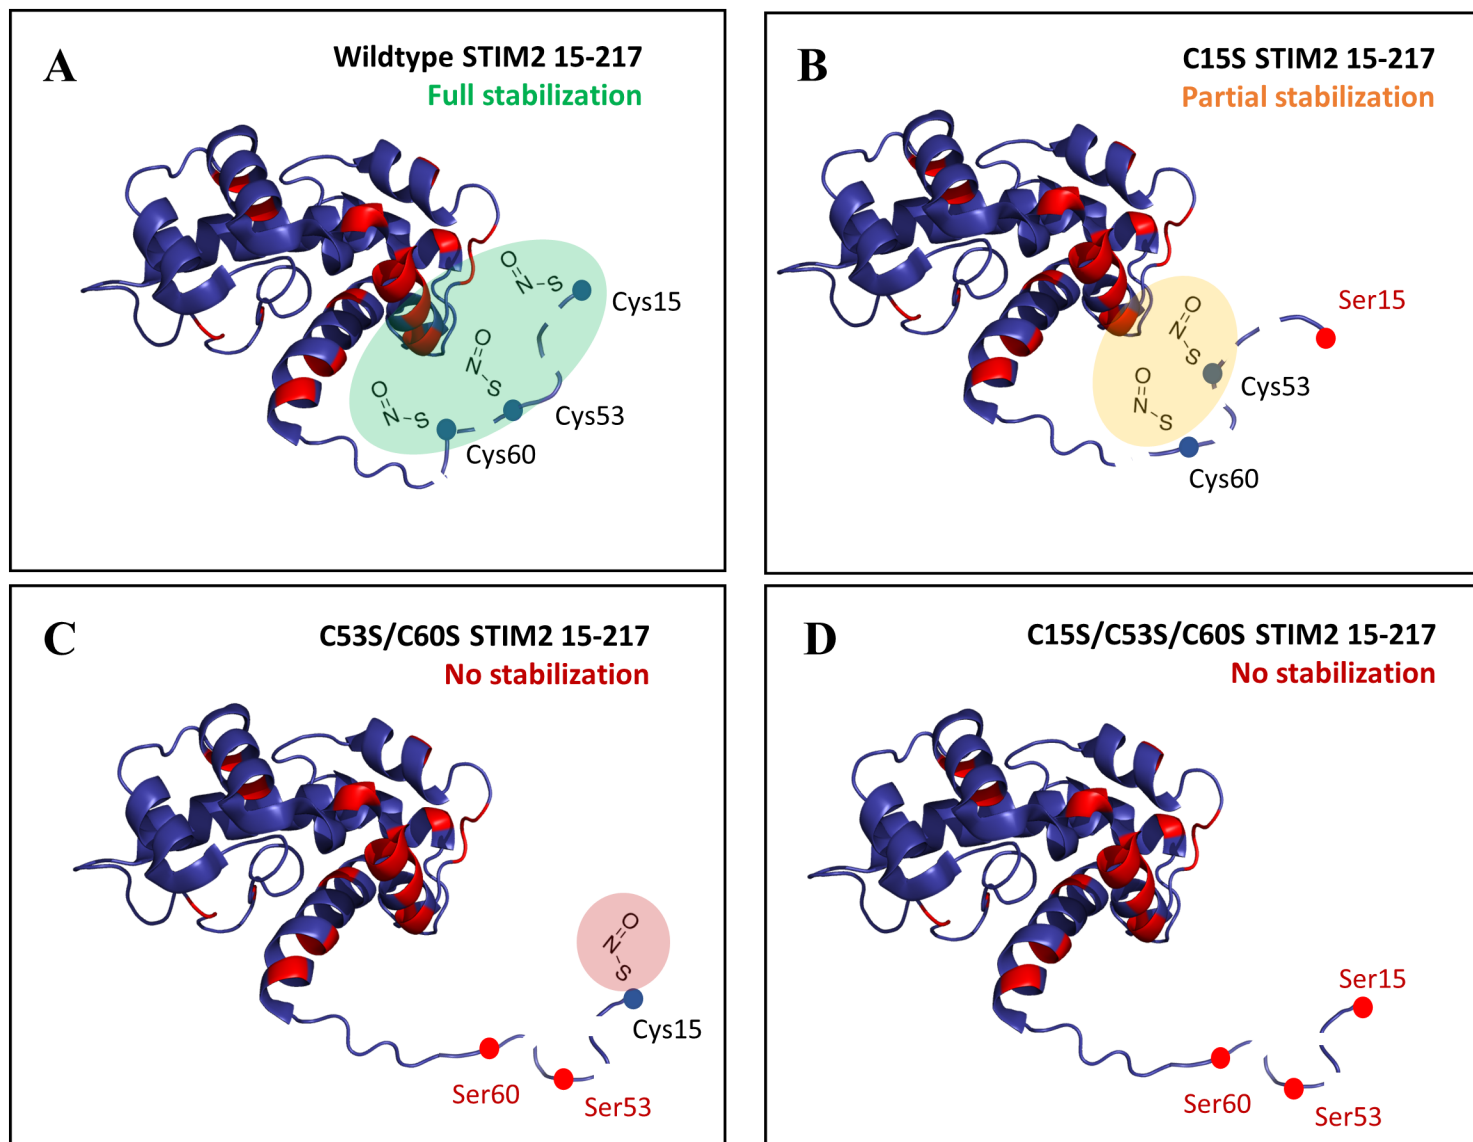 A
Wildtype STIM2 15-217
Full stabilization
O
N
S
Cys15
O
N
S
O
N
S
Cys53
Cys60
B
C15S STIM2 15-217
Partial stabilization
Ser15
O
N
S
O
N
S
Cys53
Cys60
C
C53S/C60S STIM2 15-217
No stabilization
O
N
S
Cys15
Ser60
Ser53
D
C15S/C53S/C60S STIM2 15-217
No stabilization
Ser15
Ser60
Ser53